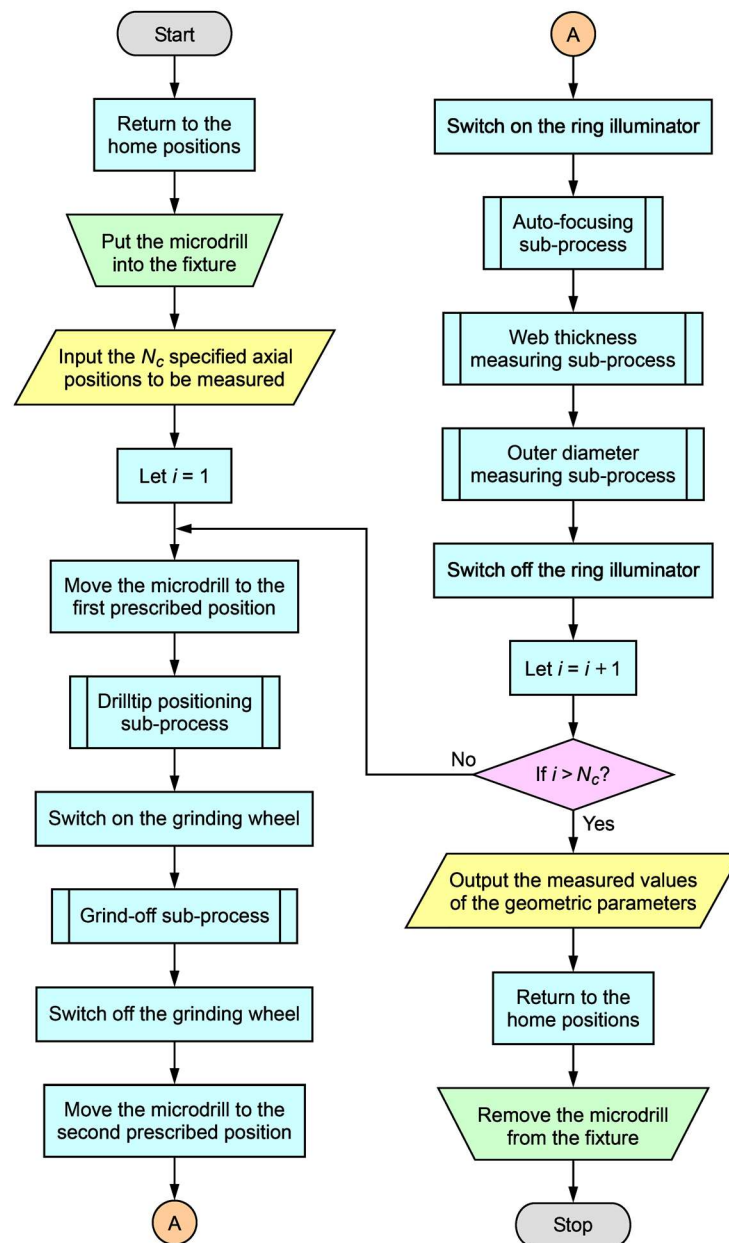 Start
Return to the
home positions
Put the microdrill
into the fixture
Input the N_c specified axial
positions to be measured
Let i = 1
Move the microdrill to the
first prescribed position
Drilltip positioning
sub-process
Switch on the grinding wheel
Grind-off sub-process
Switch off the grinding wheel
Move the microdrill to the
second prescribed position
A
A
Switch on the ring illuminator
Auto-focusing
sub-process
Web thickness
measuring sub-process
Outer diameter
measuring sub-process
Switch off the ring illuminator
Let i = i + 1
If i > N_c?
No
Yes
Output the measured values
of the geometric parameters
Return to the
home positions
Remove the microdrill
from the fixture
Stop